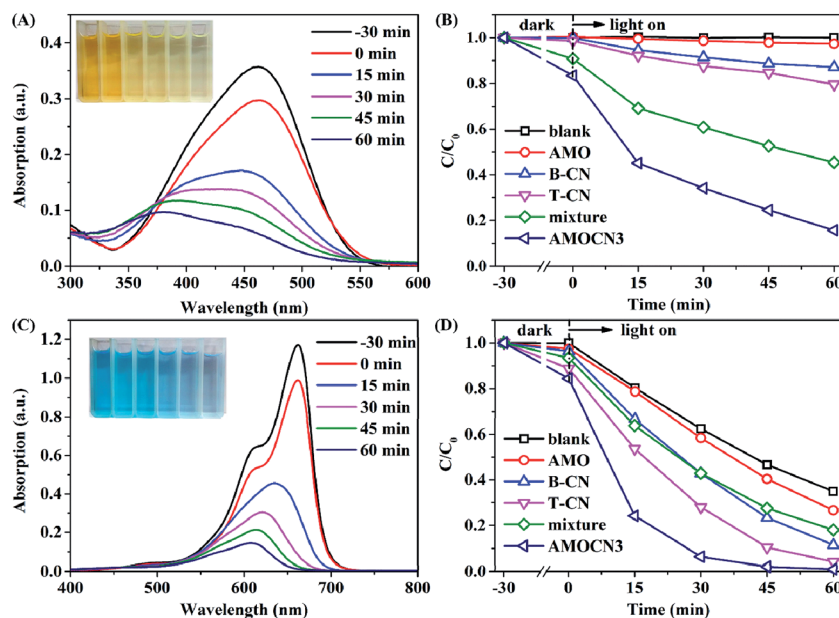 (A)
-30 min
0 min
15 min
30 min
45 min
60 min
0.4
0.3
0.2
0.1
0.0
Absorption (a.u.)
300 350 400 450 500 550 600
Wavelength (nm)
(B)
dark light on
1.0
0.8
0.6
0.4
0.2
0.0
C/C₀
blank
AMO
B-CN
T-CN
mixture
AMOCN3
-30 0 15 30 45 60
Time (min)
(C)
-30 min
0 min
15 min
30 min
45 min
60 min
1.2
1.0
0.8
0.6
0.4
0.2
0.0
Absorption (a.u.)
400 500 600 700 800
Wavelength (nm)
(D)
dark light on
1.0
0.8
0.6
0.4
0.2
0.0
C/C₀
blank
AMO
B-CN
T-CN
mixture
AMOCN3
-30 0 15 30 45 60
Time (min)